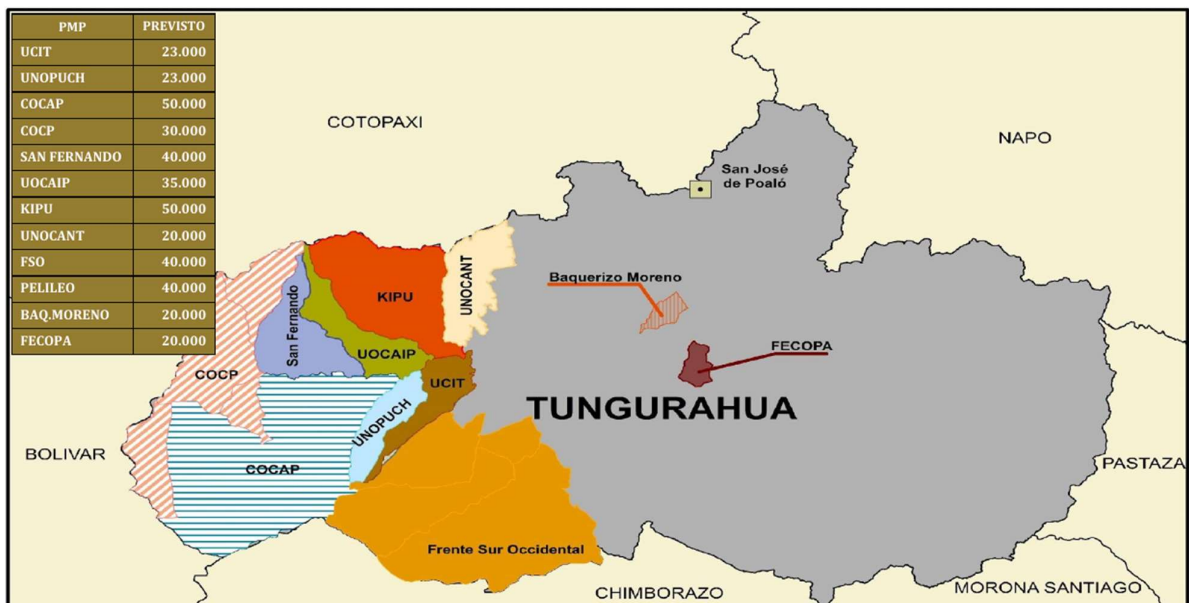 PMP PREVISTO
UCIT 23.000
UNOPUCH 23.000
COCAP 50.000
COCP 30.000
SAN FERNANDO 40.000
UOCAIP 35.000
KIPU 50.000
UNOCANT 20.000
FSO 40.000
PELILEO 40.000
BAQ.MORENO 20.000
FECOPA 20.000
COTOPAXI
NAPO
San José
de Poaló
UNOCANT
Baquerizo Moreno
KIPU
San Fernando
UOCAIP
FECOPA
COCP
UCIT
UNOPUCH
TUNGURAHUA
BOLIVAR
COCAP
PASTAZA
Frente Sur Occidental
CHIMBORAZO
MORONA SANTIAGO